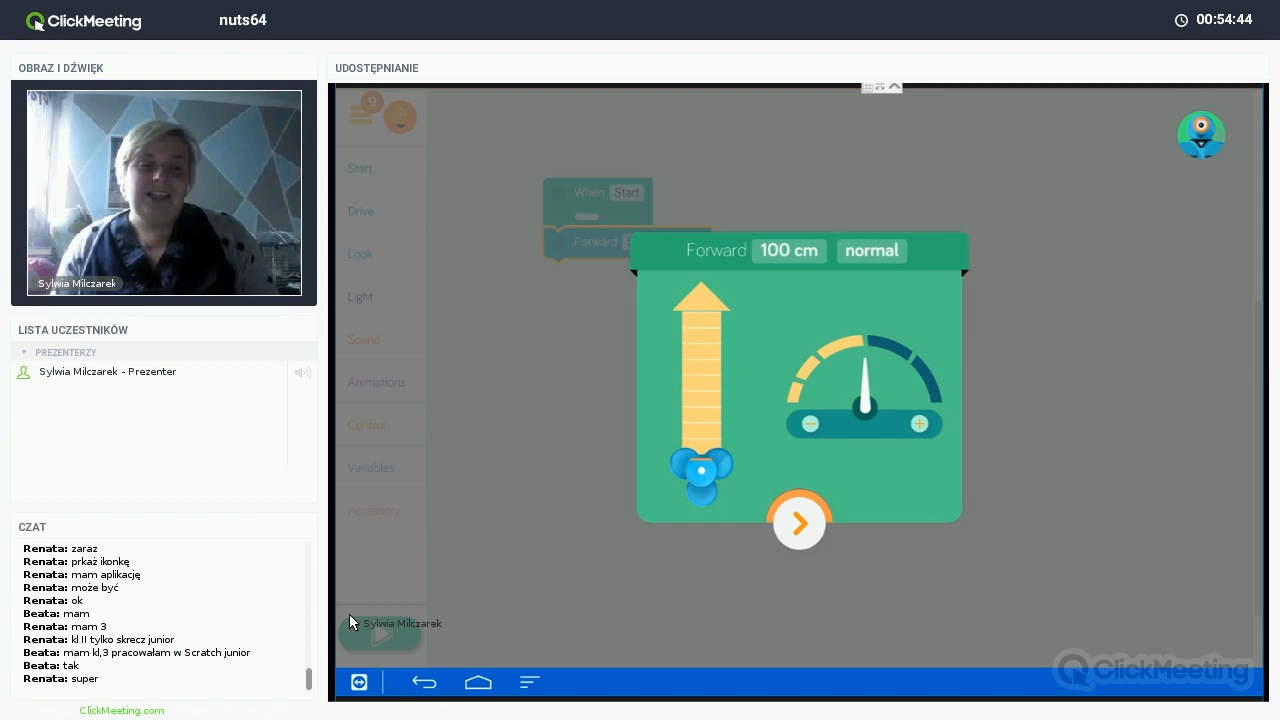 ClickMeeting
nuts64
00:54:44
OBRAZ I DŹWIĘK
Sylwia Milczarek
LISTA UCZESTNIKÓW
PREZENTERZY
Sylwia Milczarek - Prezenter
CZAT
Renata: zaraz
Renata: prkaż ikonkę
Renata: mam aplikację
Renata: może być
Renata: ok
Beata: mam
Renata: mam 3
Renata: kl II tylko skrecz junior
Beata: mam kl,3 pracowałam w Scratch junior
Beata: tak
Renata: super
ClickMeeting.com
UDOSTĘPNIANIE
9
Start
Drive
Look
Light
Sound
Animations
Control
Variables
Accessory
When Start
Forward
Forward 100 cm normal
Sylwia Milczarek
ClickMeeting